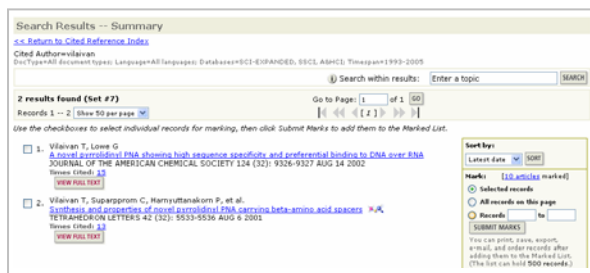 Search Results -- Summary
<< Return to Cited Reference Index
Cited Author=vilaivan
DocType=All document types; Language=All languages; Databases=SCI-EXPANDED, SSCI, A&HCI; Timespan=1993-2005
Search within results: Enter a topic SEARCH
2 results found (Set #7) Go to Page: 1 of 1 GO
Records 1 -- 2 Show 50 per page [ 1 ]
Use the checkboxes to select individual records for marking, then click Submit Marks to add them to the Marked List.
1. Vilaivan T, Lowe G
A novel pyrrolidinyl PNA showing high sequence specificity and preferential binding to DNA over RNA
JOURNAL OF THE AMERICAN CHEMICAL SOCIETY 124 (32): 9326-9327 AUG 14 2002
Times Cited: 15
VIEW FULL TEXT
2. Vilaivan T, Suparpprom C, Harnyuttanakorn P, et al.
Synthesis and properties of novel pyrrolidinyl PNA carrying beta-amino acid spacers
TETRAHEDRON LETTERS 42 (32): 5533-5536 AUG 6 2001
Times Cited: 13
VIEW FULL TEXT
Sort by:
Latest date SORT
Mark: [10 articles marked]
Selected records
All records on this page
Records to
SUBMIT MARKS
You can print, save, export,
e-mail, and order records after
adding them to the Marked List.
(The list can hold 500 records.)